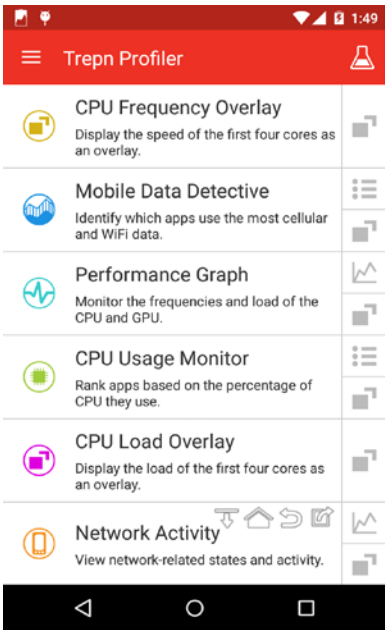 1:49
Trepn Profiler
CPU Frequency Overlay
Display the speed of the first four cores as
an overlay.
Mobile Data Detective
Identify which apps use the most cellular
and WiFi data.
Performance Graph
Monitor the frequencies and load of the
CPU and GPU.
CPU Usage Monitor
Rank apps based on the percentage of
CPU they use.
CPU Load Overlay
Display the load of the first four cores as
an overlay.
Network Activity
View network-related states and activity.